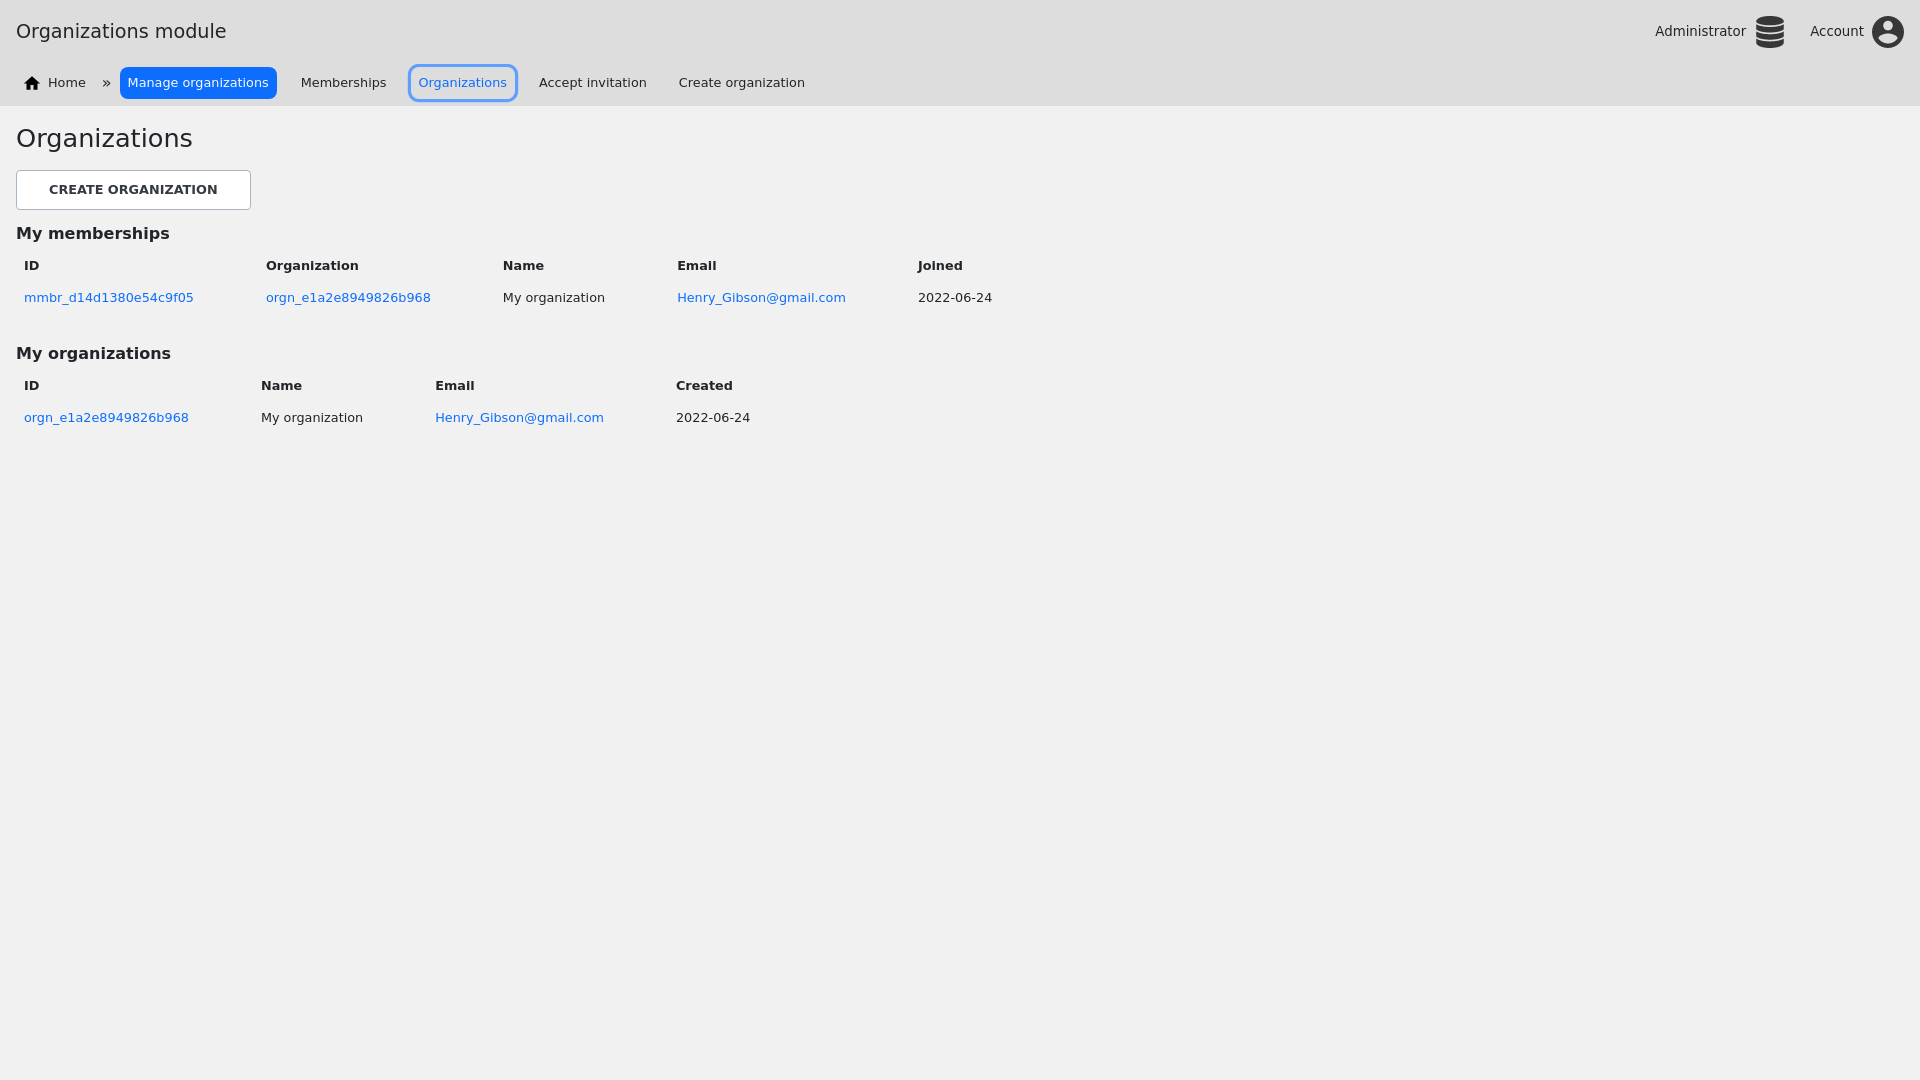 Organizations module
Administrator
Account
Home » Manage organizations Memberships Organizations Accept invitation Create organization
Organizations
CREATE ORGANIZATION
My memberships
ID Organization Name Email Joined
mmbr_d14d1380e54c9f05 orgn_e1a2e8949826b968 My organization Henry_Gibson@gmail.com 2022-06-24
My organizations
ID Name Email Created
orgn_e1a2e8949826b968 My organization Henry_Gibson@gmail.com 2022-06-24